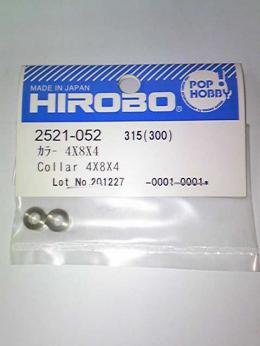 MADE IN JAPAN
HIROBO
POP!
HOBBY
2521-052 315(300)
ｶﾗｰ 4X8X4
Collar 4X8X4
Lot No 201227 -0001-0001*